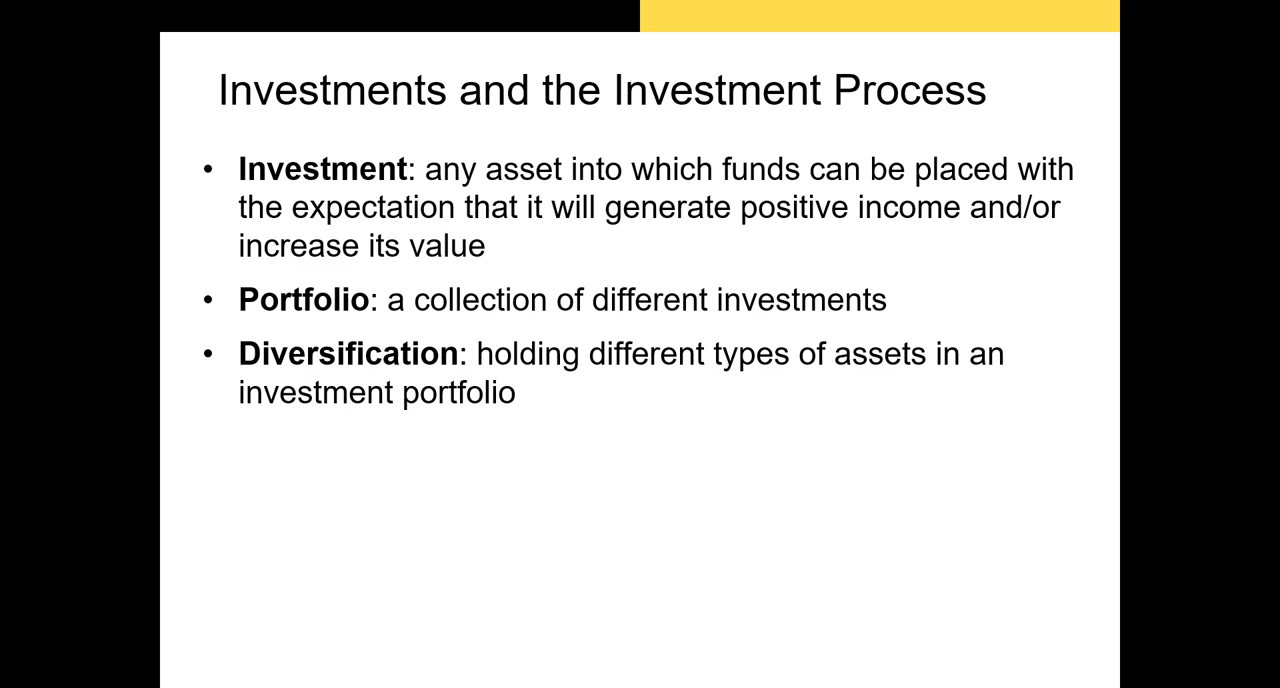 Investments and the Investment Process
• Investment: any asset into which funds can be placed with
the expectation that it will generate positive income and/or
increase its value
• Portfolio: a collection of different investments
• Diversification: holding different types of assets in an
investment portfolio